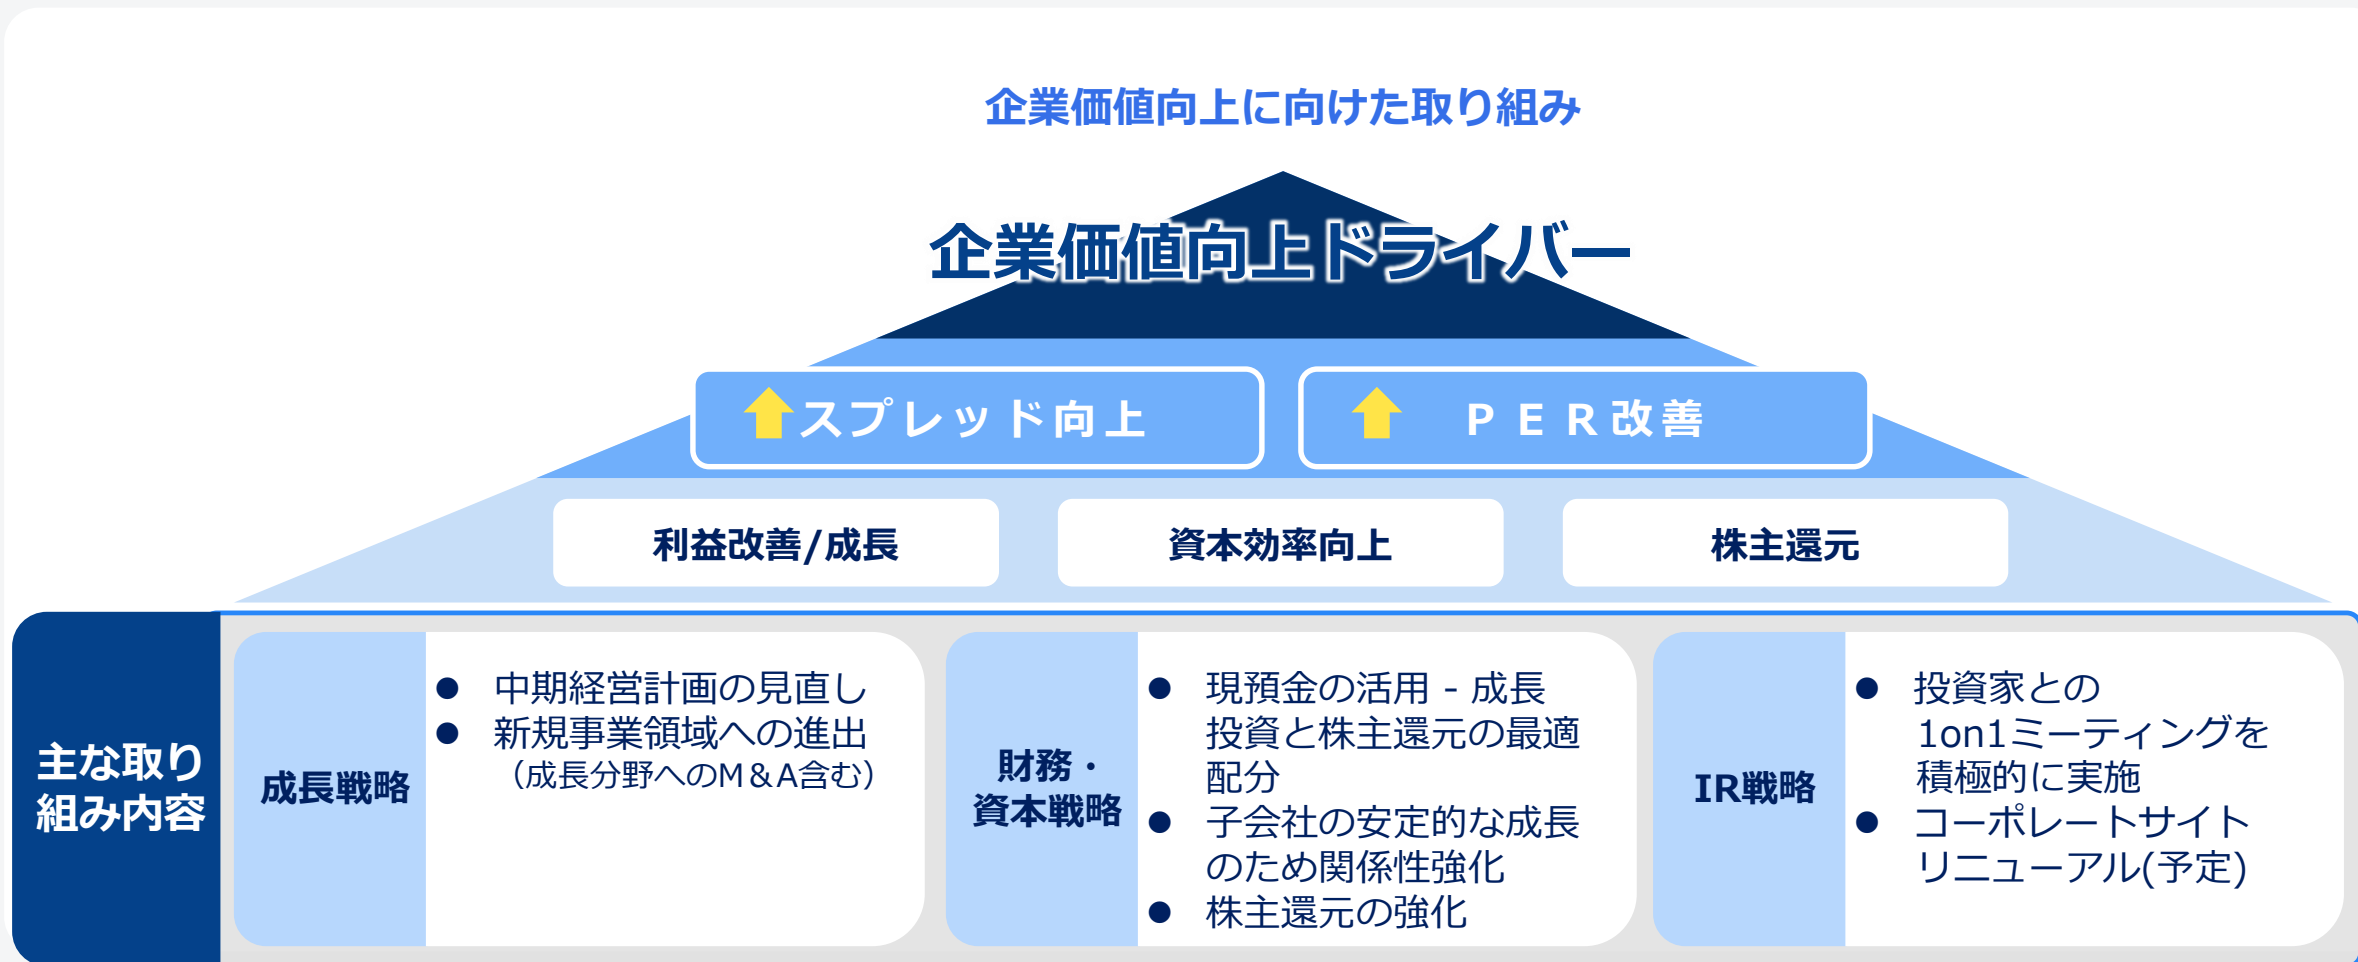 企業価値向上に向けた取り組み
企業価値向上ドライバー
スプレッド向上
ＰＥＲ改善
利益改善/成長
資本効率向上
株主還元
主な取り
組み内容
成長戦略
● 中期経営計画の見直し
● 新規事業領域への進出
（成長分野へのM＆A含む）
財務・
資本戦略
● 現預金の活用 - 成長
投資と株主還元の最適
配分
● 子会社の安定的な成長
のため関係性強化
● 株主還元の強化
IR戦略
● 投資家との
1on1ミーティングを
積極的に実施
● コーポレートサイト
リニューアル(予定)